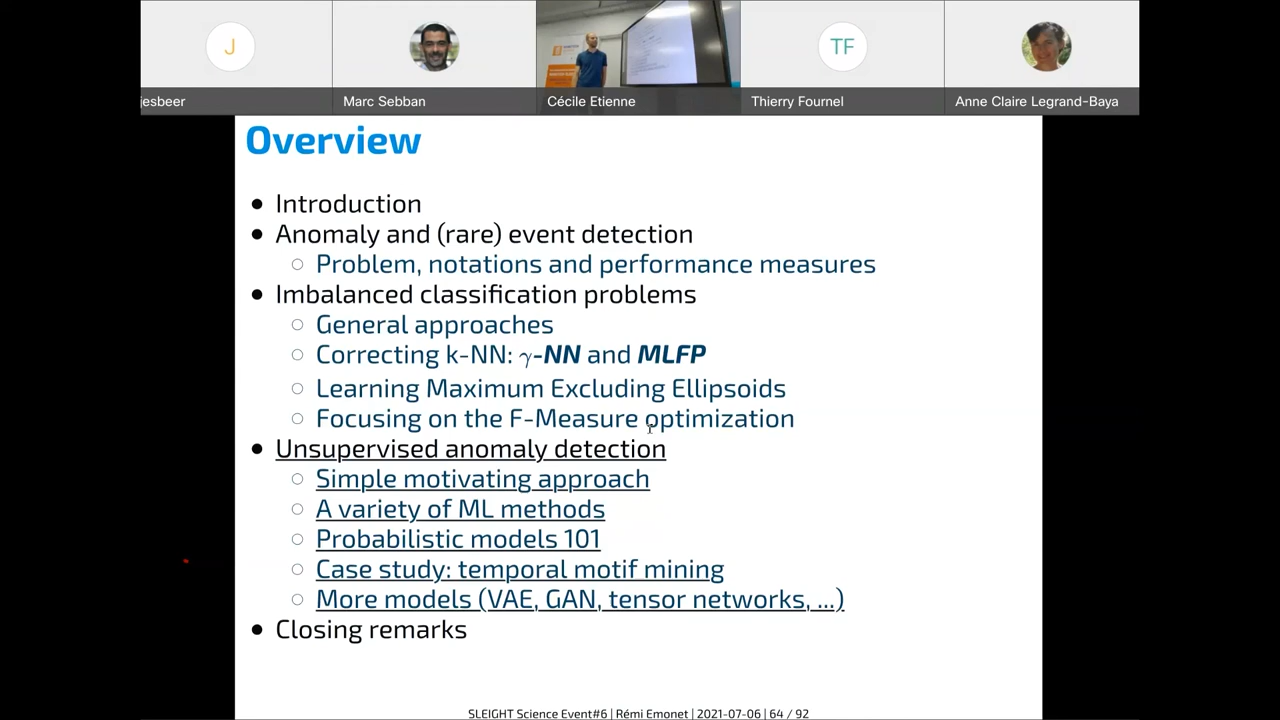 J
TF
jesbeer
Marc Sebban
Cécile Etienne
Thierry Fournel
Anne Claire Legrand-Baya
Overview
• Introduction
• Anomaly and (rare) event detection
○ Problem, notations and performance measures
• Imbalanced classification problems
○ General approaches
○ Correcting k-NN: γ-NN and MLFP
○ Learning Maximum Excluding Ellipsoids
○ Focusing on the F-Measure optimization
• Unsupervised anomaly detection
○ Simple motivating approach
○ A variety of ML methods
○ Probabilistic models 101
○ Case study: temporal motif mining
○ More models (VAE, GAN, tensor networks, ...)
• Closing remarks
SLEIGHT Science Event#6 | Rémi Emonet | 2021-07-06 | 64 / 92